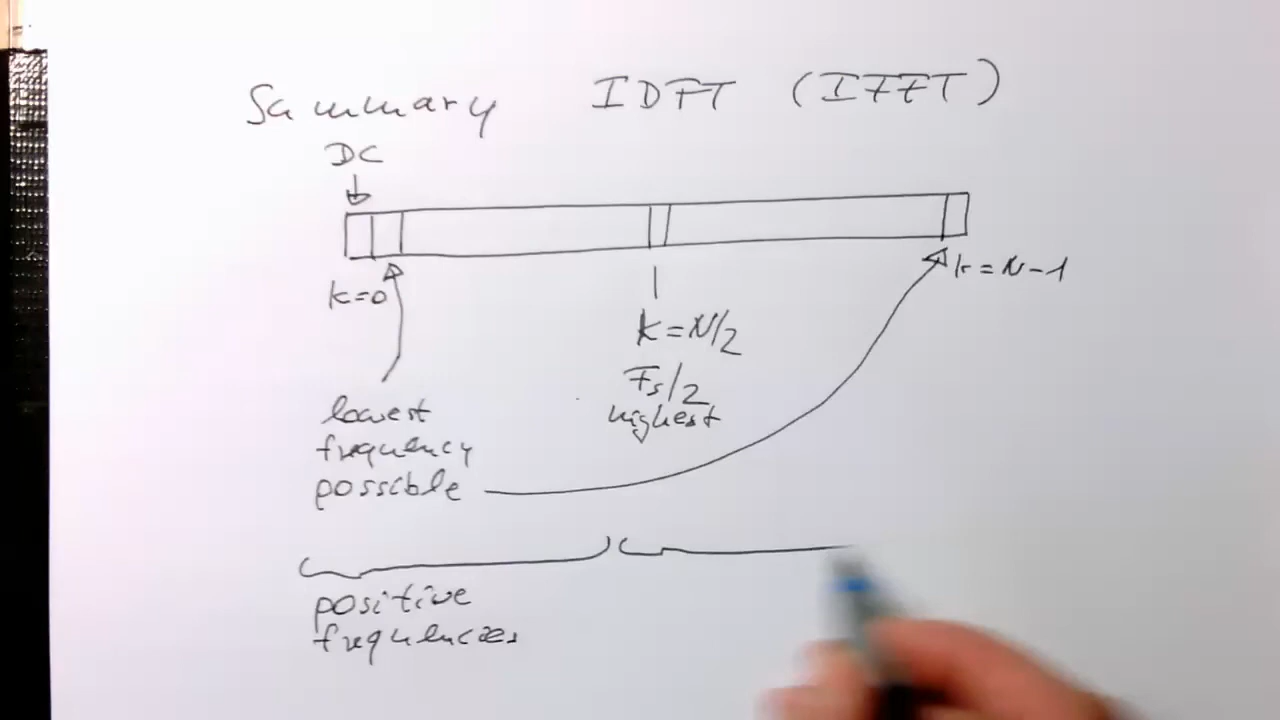 Summary IDFT (IFFT)
DC
k=0
k=N-1
k=N/2
Fs/2
highest
lowest
frequency
possible
positive
frequencies